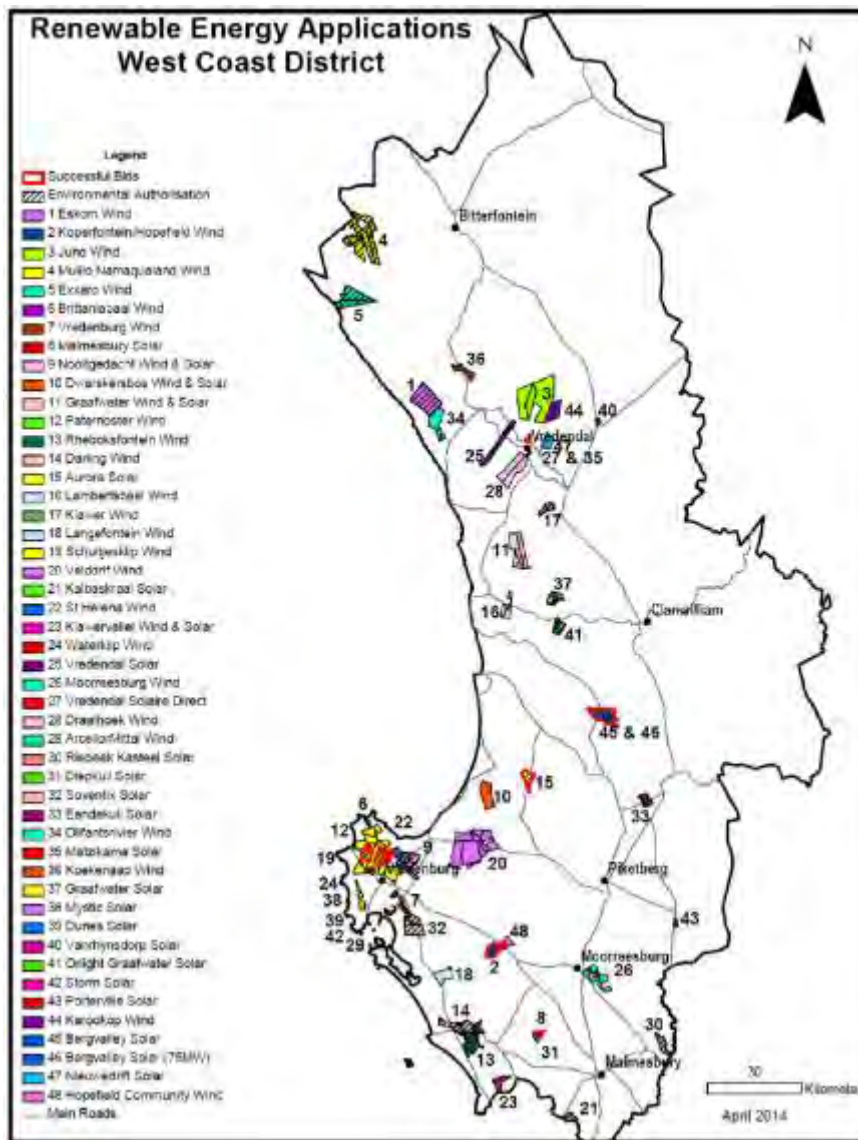 Renewable Energy Applications
West Coast District
N
Legend
Successful Bids
Environmental Authorisation
1 Eskom Wind
2 Koperfontein/Hopefield Wind
3 Juno Wind
4 Mulilo Namaqualand Wind
5 Exxaro Wind
6 Brittaniabaai Wind
7 Vredenburg Wind
8 Malmesbury Solar
9 Nooitgedacht Wind & Solar
10 Dwarskersbos Wind & Solar
11 Graafwater Wind & Solar
12 Paternoster Wind
13 Rheboksfontein Wind
14 Darling Wind
15 Aurora Solar
16 Lambertsbaai Wind
17 Klawer Wind
18 Langefontein Wind
19 Schuitjesklip Wind
20 Veldorif Wind
21 Kalbaskraal Solar
22 St Helena Wind
23 Klawervallei Wind & Solar
24 Waterklip Wind
25 Vredendal Solar
26 Moorreesburg Wind
27 Vredendal Solaire Direct
28 Draaihoek Wind
29 ArcelorMittal Wind
30 Riebeek Kasteel Solar
31 Diepkuil Solar
32 Soventix Solar
33 Eendekuil Solar
34 Olifantsrivier Wind
35 Matzikama Solar
36 Koekenaap Wind
37 Graafwater Solar
38 Mystic Solar
39 Dunes Solar
40 Vanrhynsdorp Solar
41 Orlight Graafwater Solar
42 Storm Solar
43 Porterville Solar
44 Karookop Wind
45 Bergvalley Solar
46 Bergvalley Solar (75MW)
47 Nieuwedrift Solar
48 Hopefield Community Wind
Main Roads
Bitterfontein
4
5
36
1
3
34
44
40
Vredendal
25
27 & 35
28
17
11
37
16
41
Clanwilliam
45 & 46
10
15
33
6
12
22
19
9
20
Piketberg
24
38
7
39
32
42
29
43
48
2
Moorreesburg
26
18
14
8
30
13
31
Malmesbury
23
21
30
April 2014